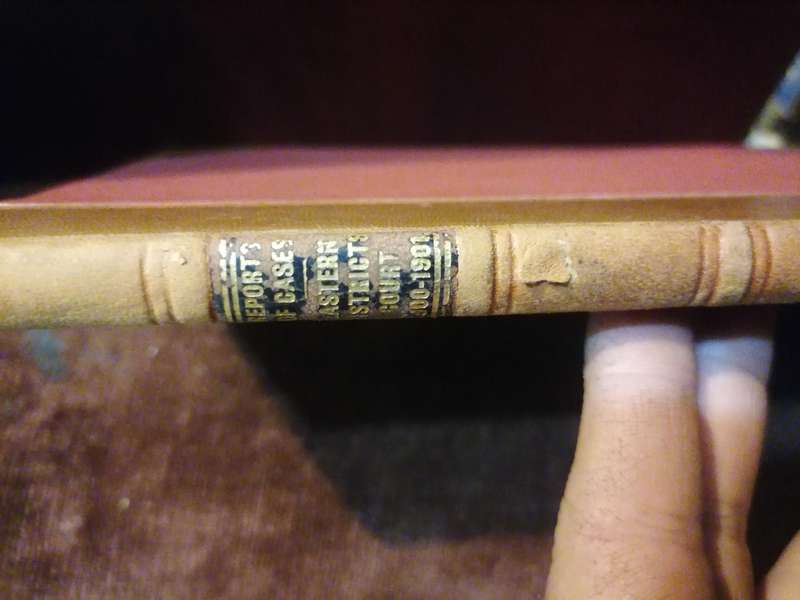 REPORTS
OF CASES
EASTERN
DISTRICTS
COURT
1900-1901